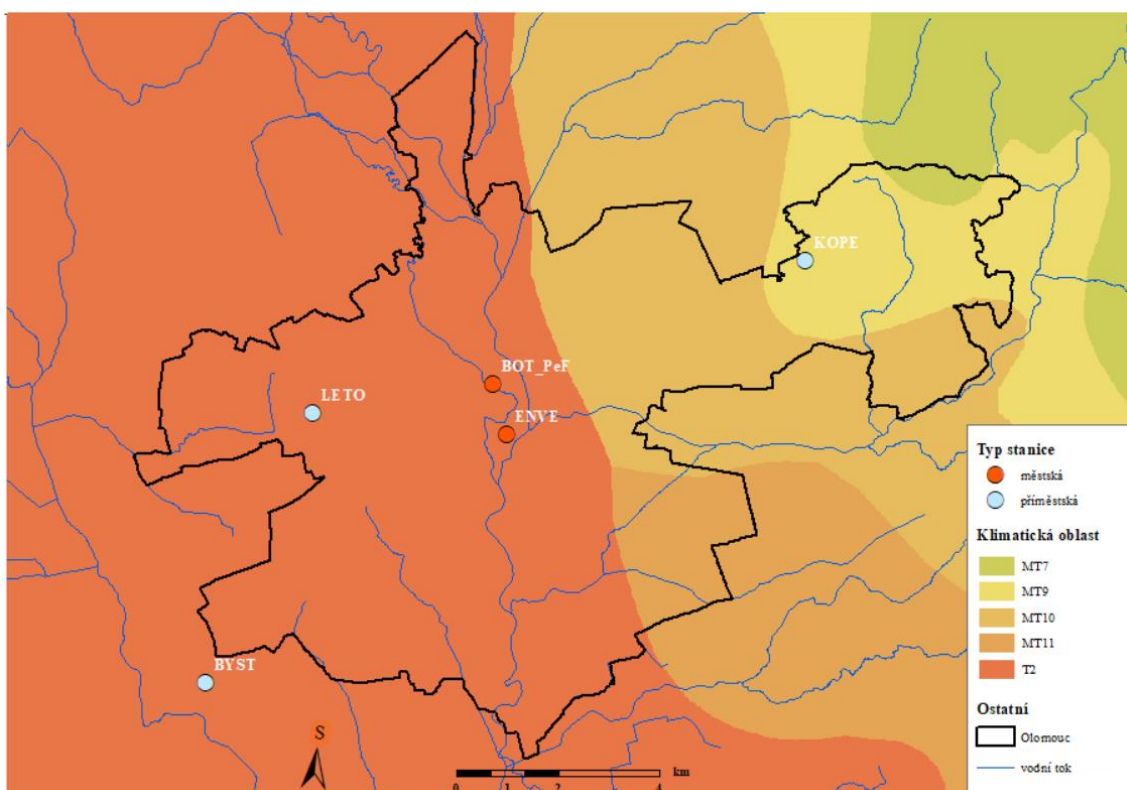 KOPE
BOT_PeF
LETO
ENVE
BYST
S
km
0 1 2 4
Typ stanice
městská
příměstská
Klimatická oblast
MT7
MT9
MT10
MT11
T2
Ostatní
Olomouc
vodní tok